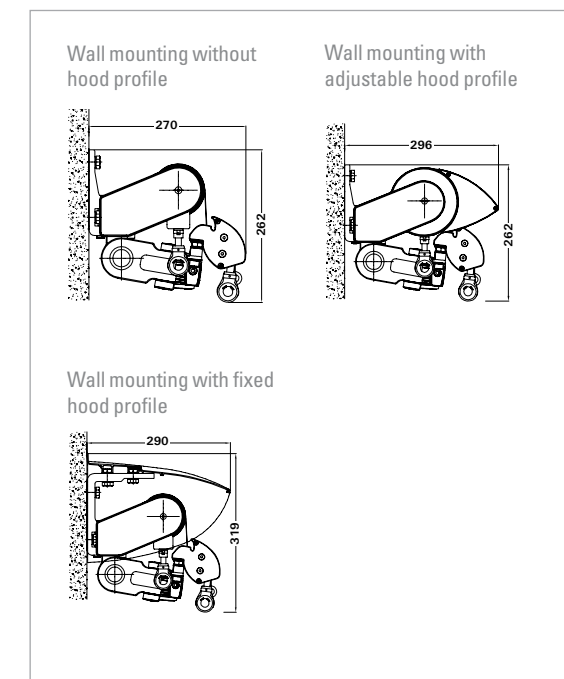 Wall mounting without
hood profile
270
262
Wall mounting with
adjustable hood profile
296
262
Wall mounting with fixed
hood profile
290
319